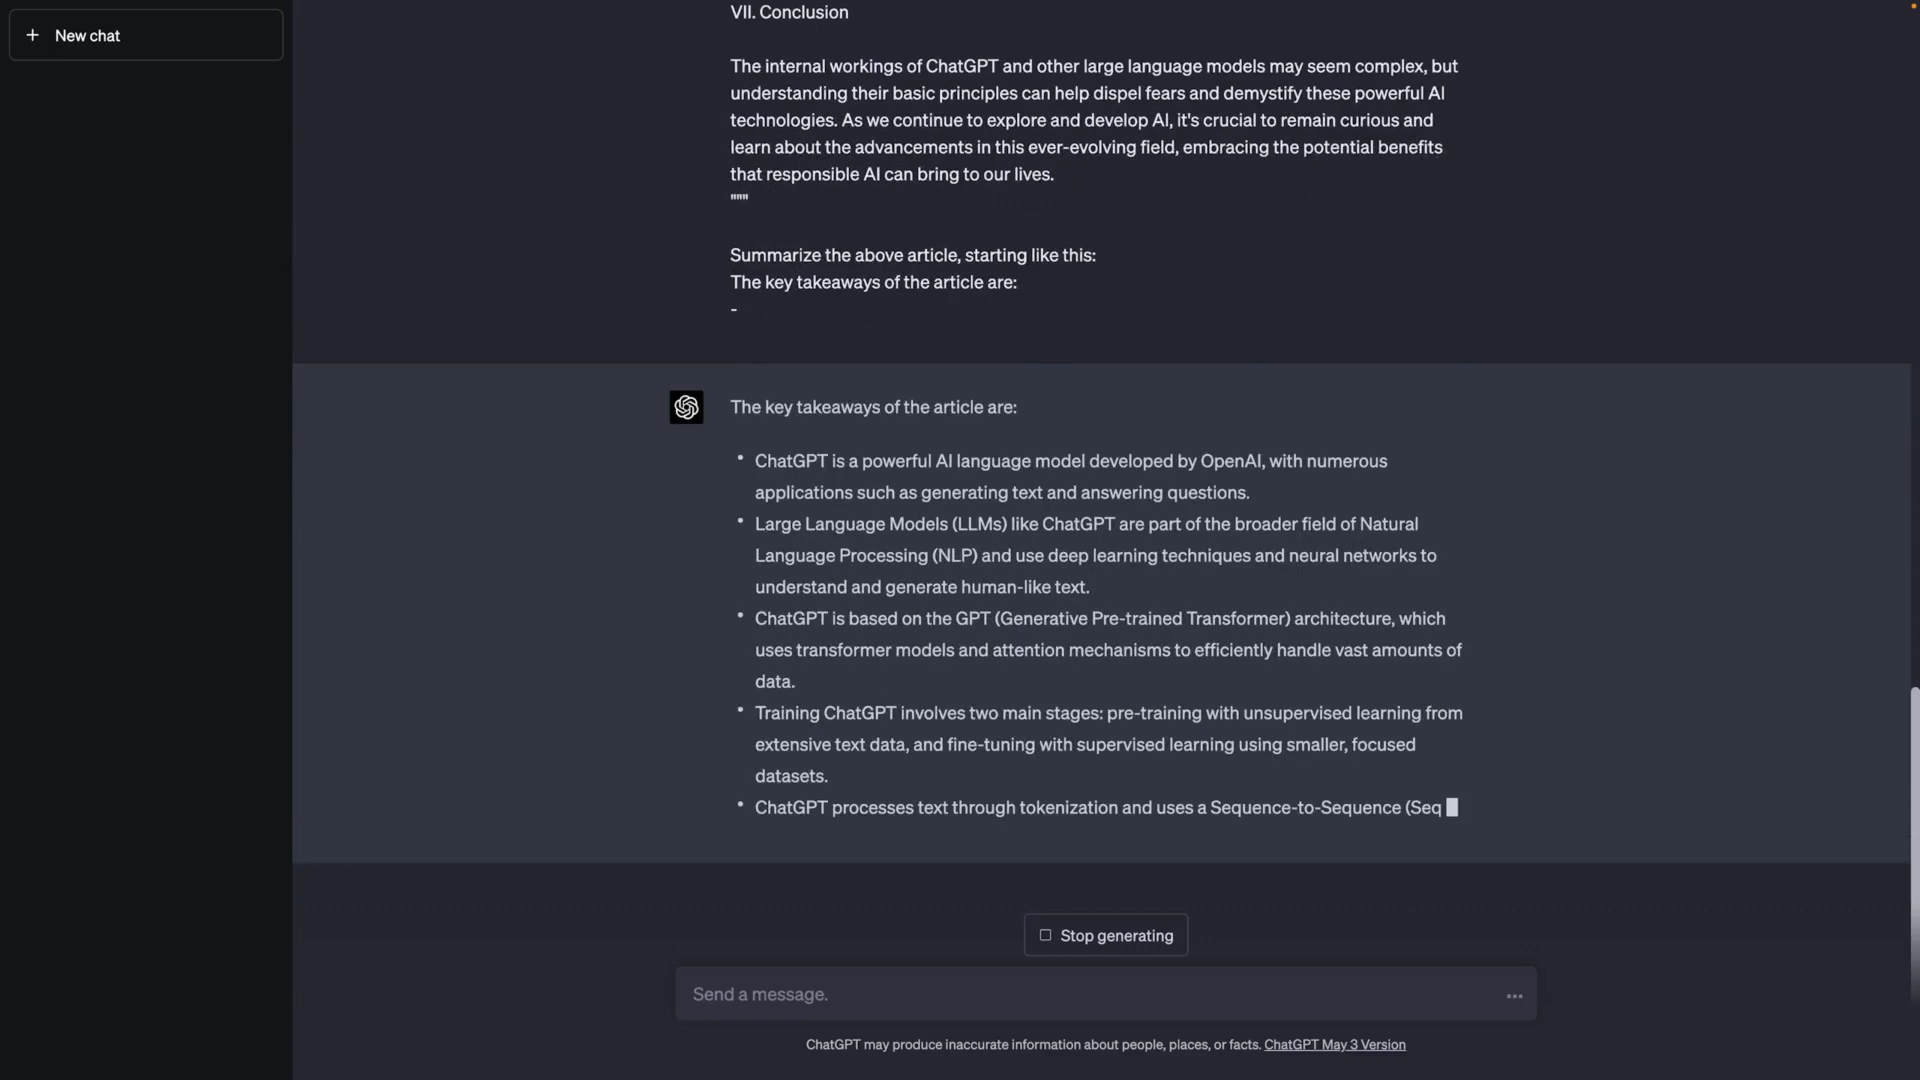 + New chat
VII. Conclusion
The internal workings of ChatGPT and other large language models may seem complex, but
understanding their basic principles can help dispel fears and demystify these powerful AI
technologies. As we continue to explore and develop AI, it's crucial to remain curious and
learn about the advancements in this ever-evolving field, embracing the potential benefits
that responsible AI can bring to our lives.
"""
Summarize the above article, starting like this:
The key takeaways of the article are:
-
The key takeaways of the article are:
• ChatGPT is a powerful AI language model developed by OpenAI, with numerous
applications such as generating text and answering questions.
• Large Language Models (LLMs) like ChatGPT are part of the broader field of Natural
Language Processing (NLP) and use deep learning techniques and neural networks to
understand and generate human-like text.
• ChatGPT is based on the GPT (Generative Pre-trained Transformer) architecture, which
uses transformer models and attention mechanisms to efficiently handle vast amounts of
data.
• Training ChatGPT involves two main stages: pre-training with unsupervised learning from
extensive text data, and fine-tuning with supervised learning using smaller, focused
datasets.
• ChatGPT processes text through tokenization and uses a Sequence-to-Sequence (Seq
Stop generating
Send a message.
ChatGPT may produce inaccurate information about people, places, or facts. ChatGPT May 3 Version